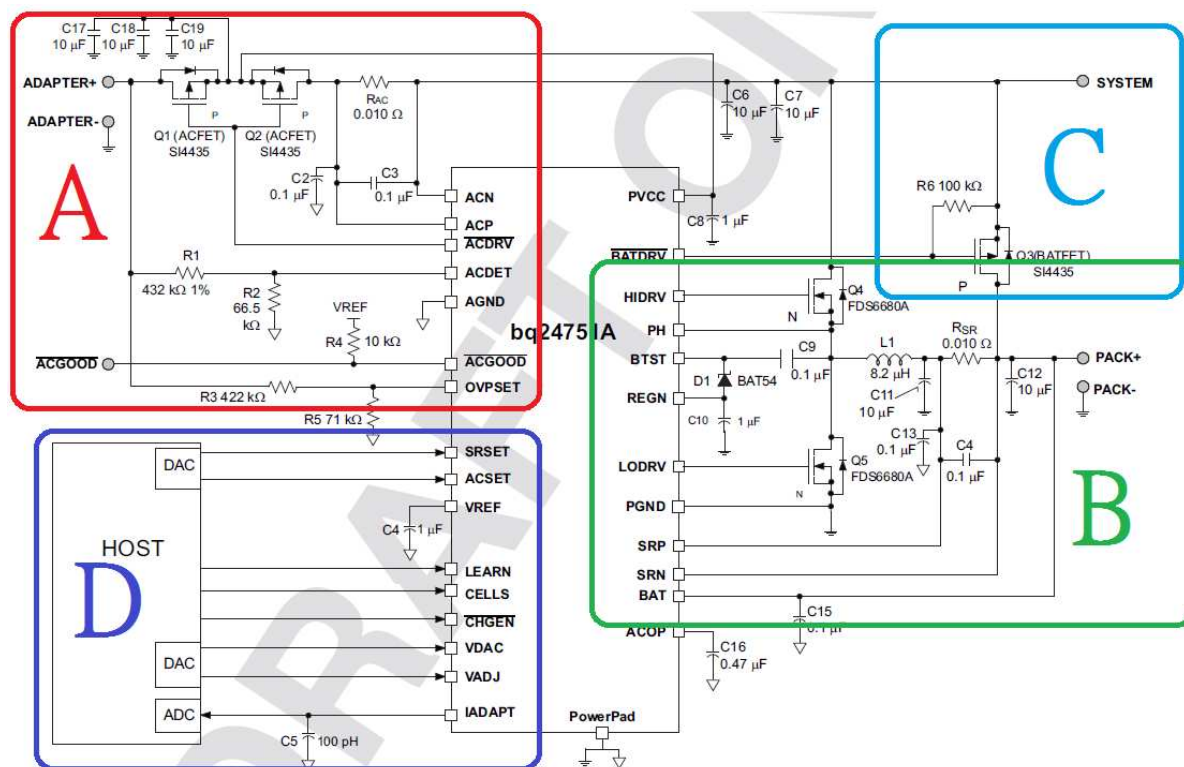 C17
10 µF
C18
10 µF
C19
10 µF
ADAPTER+
ADAPTER-
P
P
Q1 (ACFET)
SI4435
Q2 (ACFET)
SI4435
RAC
0.010 Ω
C2
0.1 µF
C3
0.1 µF
A
R1
432 kΩ 1%
R2
66.5
kΩ
VREF
R4
10 kΩ
ACGOOD
R3 422 kΩ
R5 71 kΩ
ACN
ACP
ACDRV
ACDET
AGND
ACGOOD
OVPSET
bq24751A
C6
10 µF
C7
10 µF
C8
1 µF
SYSTEM
C
R6 100 kΩ
Q3(BATFET)
SI4435
P
PVCC
BATDRV
HIDRV
PH
BTST
REGN
LODRV
PGND
SRP
SRN
BAT
ACOP
Q4
FDS6680A
N
C9
0.1 µF
D1
BAT54
C10
1 µF
L1
8.2 µH
RSR
0.010 Ω
C11
10 µF
C12
10 µF
PACK+
PACK-
C13
0.1 µF
C4
0.1 µF
Q5
FDS6680A
N
B
C15
0.1 µF
C16
0.47 µF
HOST
DAC
DAC
ADC
D
SRSET
ACSET
VREF
C4
1 µF
LEARN
CELLS
CHGEN
VDAC
VADJ
IADAPT
C5
100 pH
PowerPad
DRAFT ON